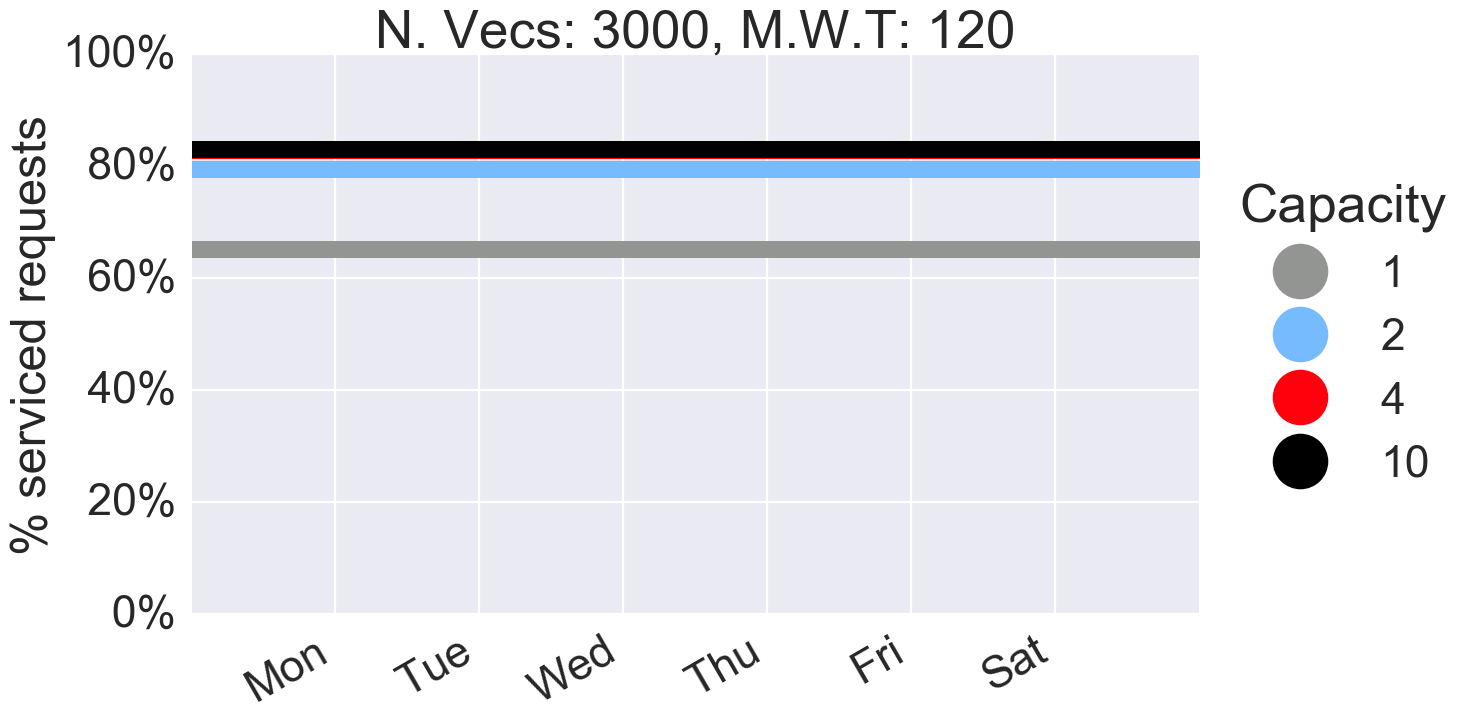 N. Vecs: 3000, M.W.T: 120
% serviced requests
100%
80%
60%
40%
20%
0%
Mon
Tue
Wed
Thu
Fri
Sat
Capacity
1
2
4
10